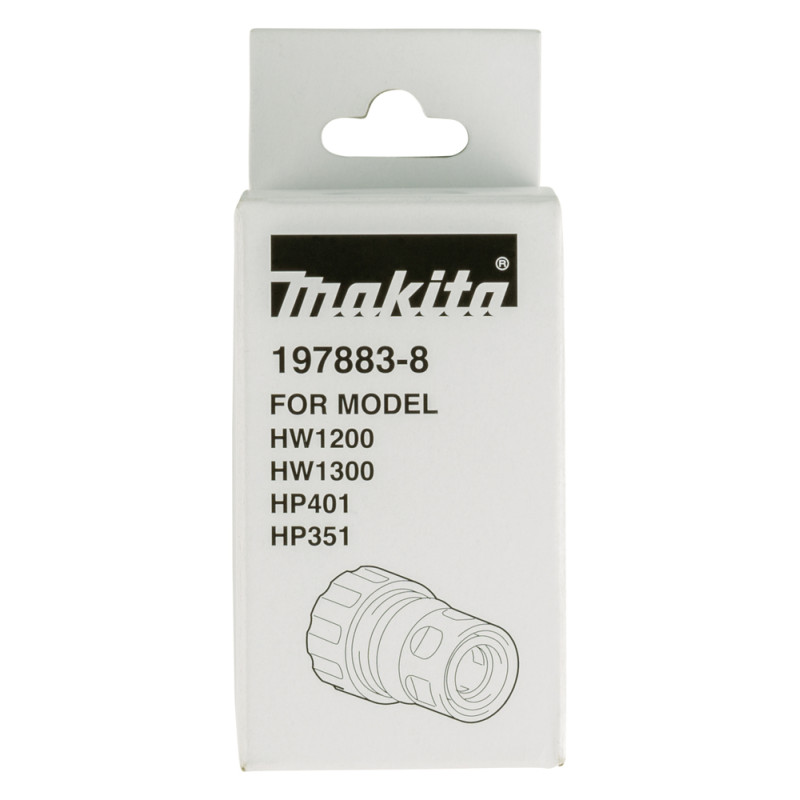 makita®
197883-8
FOR MODEL
HW1200
HW1300
HP401
HP351